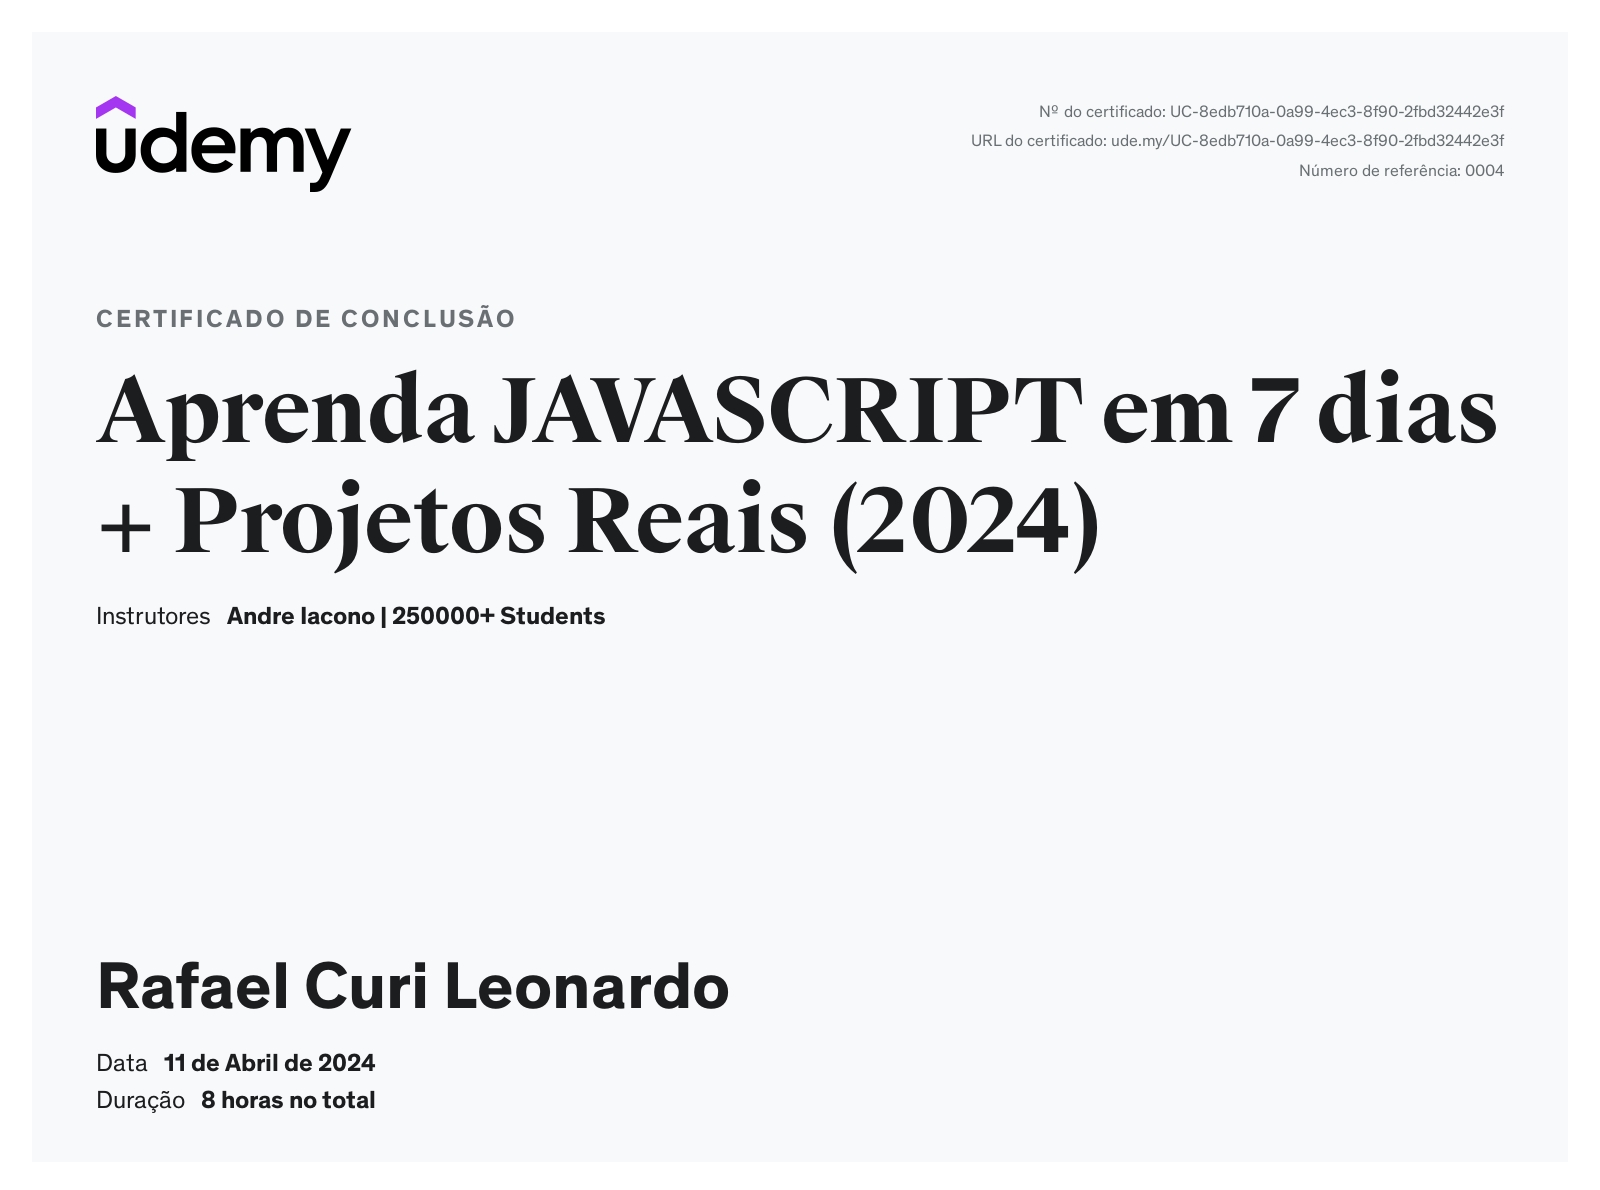 udemy
Nº do certificado: UC-8edb710a-0a99-4ec3-8f90-2fbd32442e3f
URL do certificado: ude.my/UC-8edb710a-0a99-4ec3-8f90-2fbd32442e3f
Número de referência: 0004
CERTIFICADO DE CONCLUSÃO
Aprenda JAVASCRIPT em 7 dias
+ Projetos Reais (2024)
Instrutores Andre Iacono | 250000+ Students
Rafael Curi Leonardo
Data 11 de Abril de 2024
Duração 8 horas no total